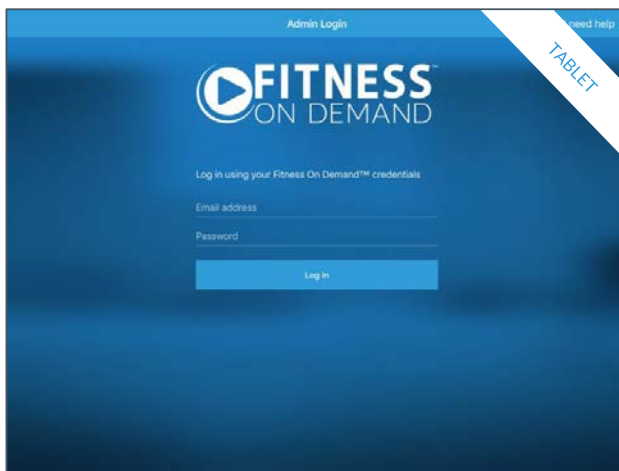 Admin Login
need help
TABLET
FITNESS™
ON DEMAND
Log in using your Fitness On Demand™ credentials
Email address
Password
Log in